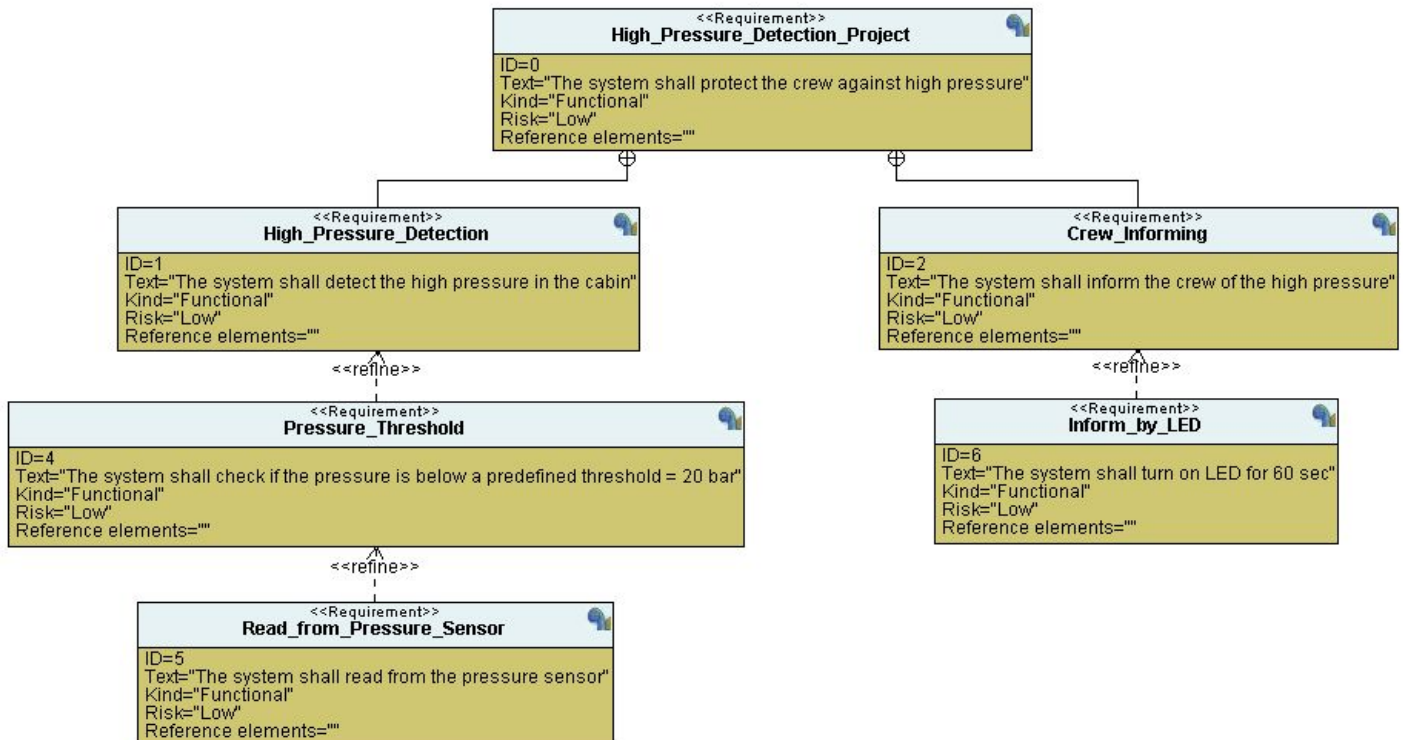 <<Requirement>>
High_Pressure_Detection_Project
ID=0
Text="The system shall protect the crew against high pressure"
Kind="Functional"
Risk="Low"
Reference elements=""
<<Requirement>>
High_Pressure_Detection
ID=1
Text="The system shall detect the high pressure in the cabin"
Kind="Functional"
Risk="Low"
Reference elements=""
<<Requirement>>
Crew_Informing
ID=2
Text="The system shall inform the crew of the high pressure"
Kind="Functional"
Risk="Low"
Reference elements=""
<<refine>>
<<refine>>
<<Requirement>>
Pressure_Threshold
ID=4
Text="The system shall check if the pressure is below a predefined threshold = 20 bar"
Kind="Functional"
Risk="Low"
Reference elements=""
<<Requirement>>
Inform_by_LED
ID=6
Text="The system shall turn on LED for 60 sec"
Kind="Functional"
Risk="Low"
Reference elements=""
<<refine>>
<<Requirement>>
Read_from_Pressure_Sensor
ID=5
Text="The system shall read from the pressure sensor"
Kind="Functional"
Risk="Low"
Reference elements=""